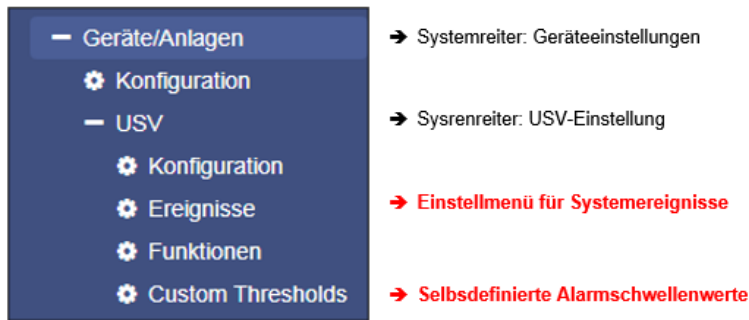 Geräte/Anlagen ➔ Systemreiter: Geräteeinstellungen
Konfiguration
USV ➔ Sysrenreiter: USV-Einstellung
Konfiguration
Ereignisse ➔ Einstellmenü für Systemereignisse
Funktionen
Custom Thresholds ➔ Selbsdefinierte Alarmschwellenwerte